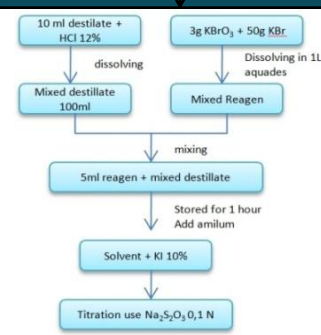 10 ml destilate +
HCl 12%
3g KBrO₃ + 50g KBr
dissolving
Dissolving in 1L
aquades
Mixed destillate
100ml
Mixed Reagen
mixing
5ml reagen + mixed destillate
Stored for 1 hour
Add amilum
Solvent + KI 10%
Titration use Na₂S₂O₃ 0,1 N